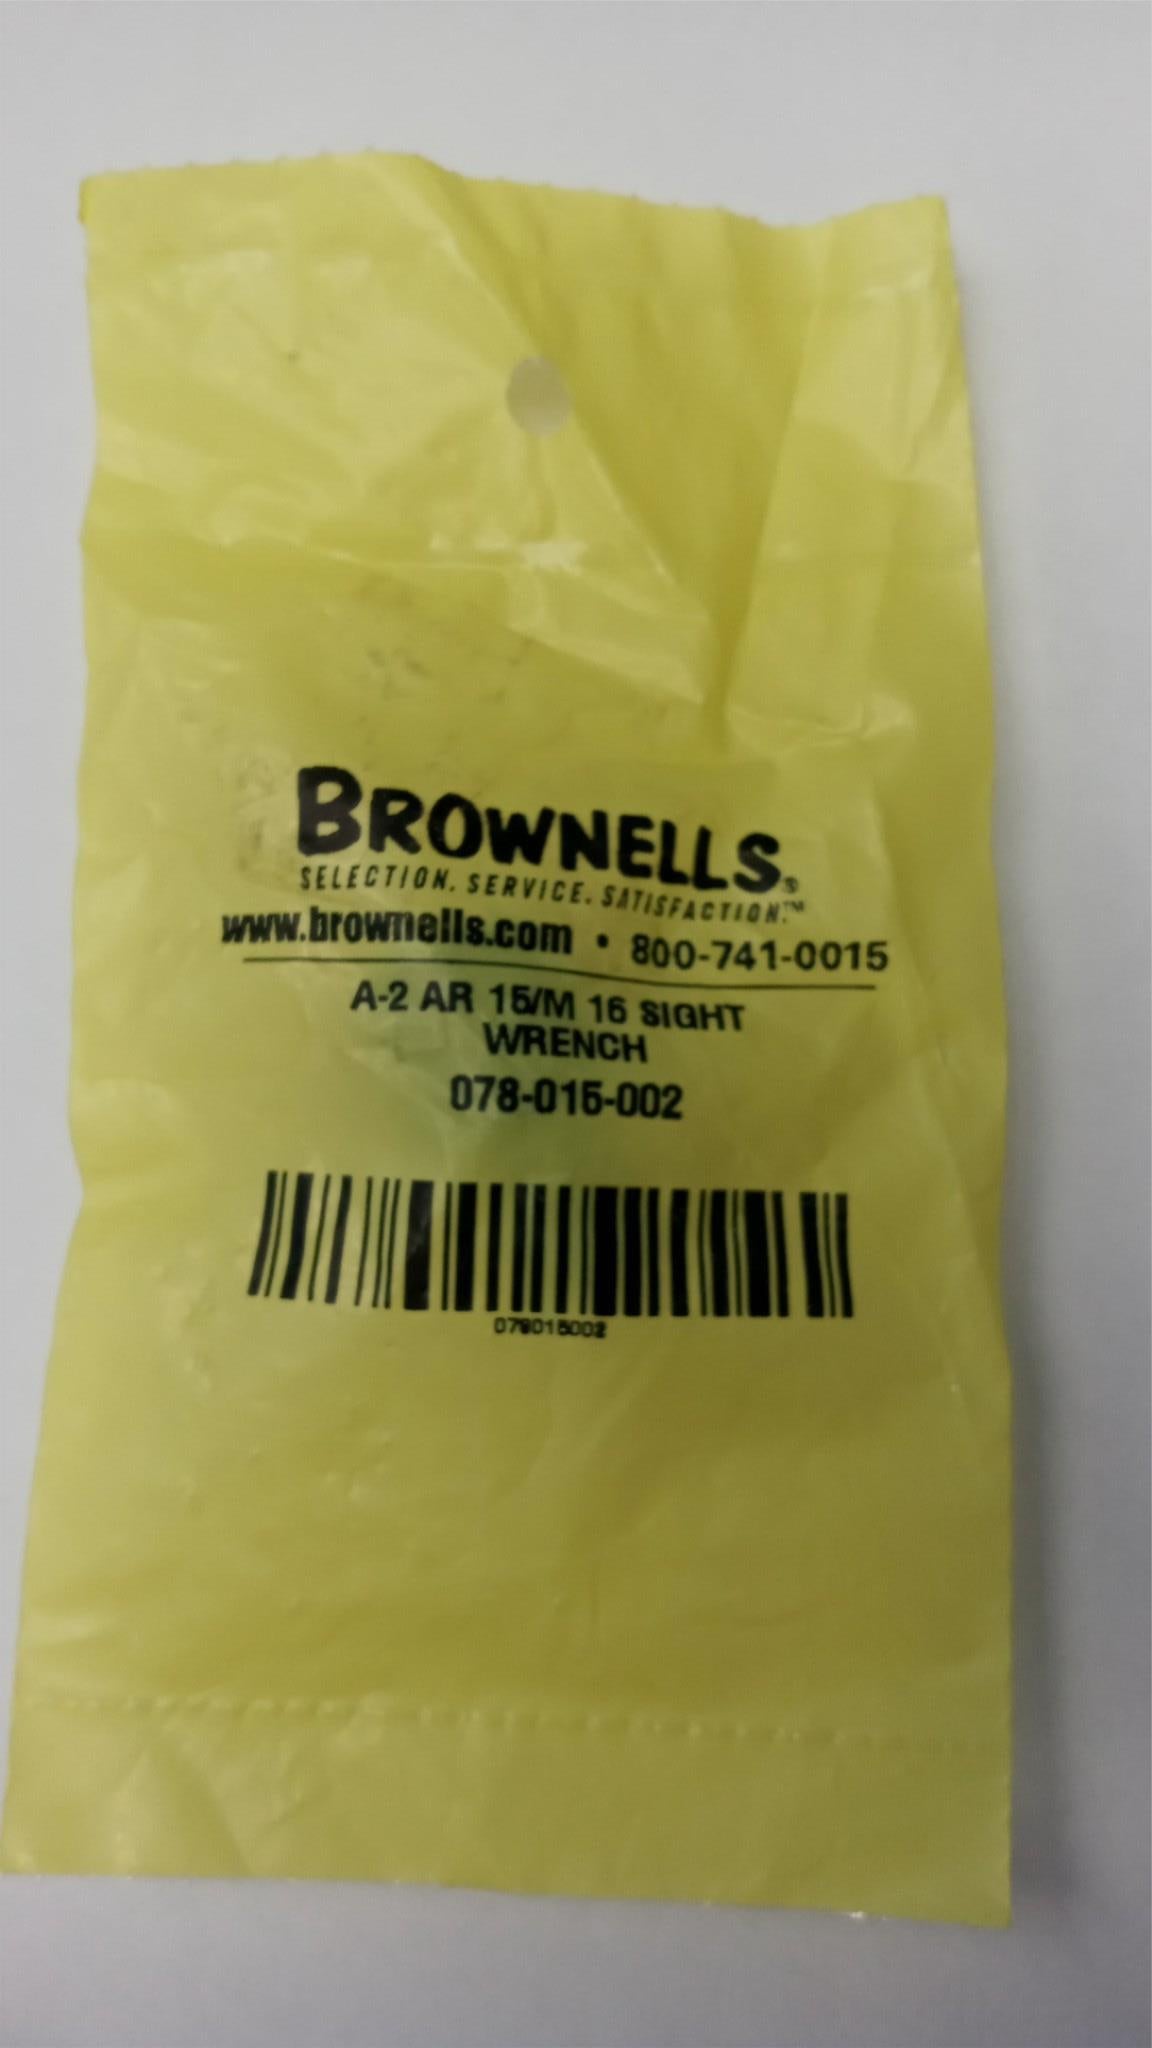 BROWNELLS®
SELECTION. SERVICE. SATISFACTION.™
www.brownells.com • 800-741-0015
A-2 AR 15/M 16 SIGHT
WRENCH
078-015-002
078015002